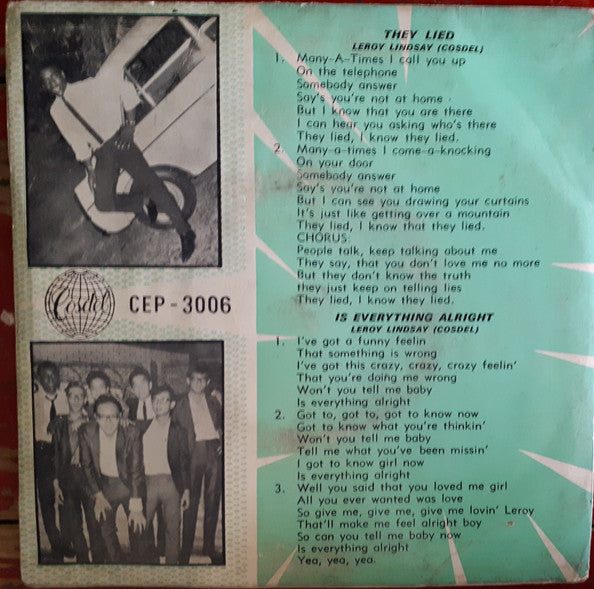 Cosdel
CEP-3006
THEY LIED
LEROY LINDSAY (COSDEL)
1. Many-A-Times I call you up
On the telephone
Somebody answer
Say's you're not at home
But I know that you are there
I can hear you asking who's there
They lied, I know they lied.
2. Many-a-times I come a-knocking
On your door
Somebody answer
Say's you're not at home
But I can see you drawing your curtains
It's just like getting over a mountain
They lied, I know that they lied.
CHORUS:
People talk, keep talking about me
They say, that you don't love me no more
But they don't know the truth
they just keep on telling lies
They lied, I know they lied.
IS EVERYTHING ALRIGHT
LEROY LINDSAY (COSDEL)
1. I've got a funny feelin
That something is wrong
I've got this crazy, crazy, crazy feelin'
That you're doing me wrong
Won't you tell me baby
Is everything alright
2. Got to, got to, got to know now
Got to know what you're thinkin'
Won't you tell me baby
Tell me what you've been missin'
I got to know girl now
Is everything alright
3. Well you said that you loved me girl
All you ever wanted was love
So give me, give me, give me lovin' Leroy
That'll make me feel alright boy
So can you tell me baby now
Is everything alright
Yea, yea, yea.